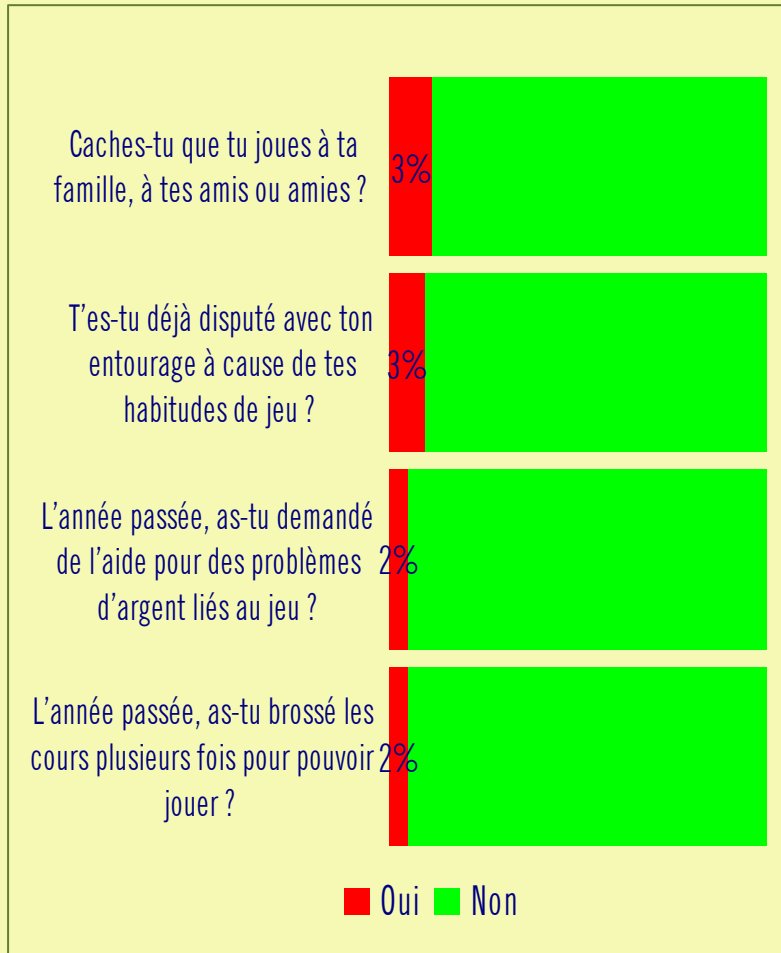 Caches-tu que tu joues à ta
famille, à tes amis ou amies ?
3%
T'es-tu déjà disputé avec ton
entourage à cause de tes
habitudes de jeu ?
3%
L'année passée, as-tu demandé
de l'aide pour des problèmes
d'argent liés au jeu ?
2%
L'année passée, as-tu brossé les
cours plusieurs fois pour pouvoir
jouer ?
2%
Oui Non